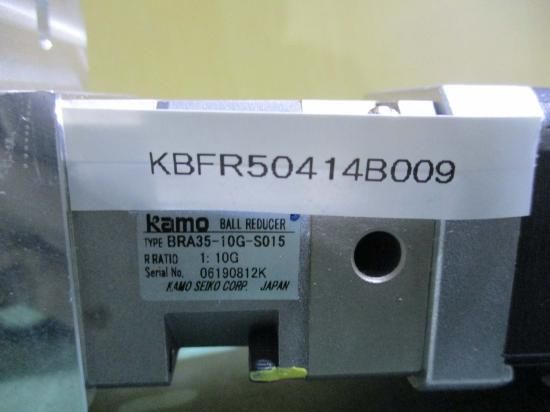 KBFR50414B009
Kamo BALL REDUCER
TYPE BRA35-10G-S015
R RATIO 1: 10G
Serial No. 06190812K
KAMO SEIKO CORP. JAPAN